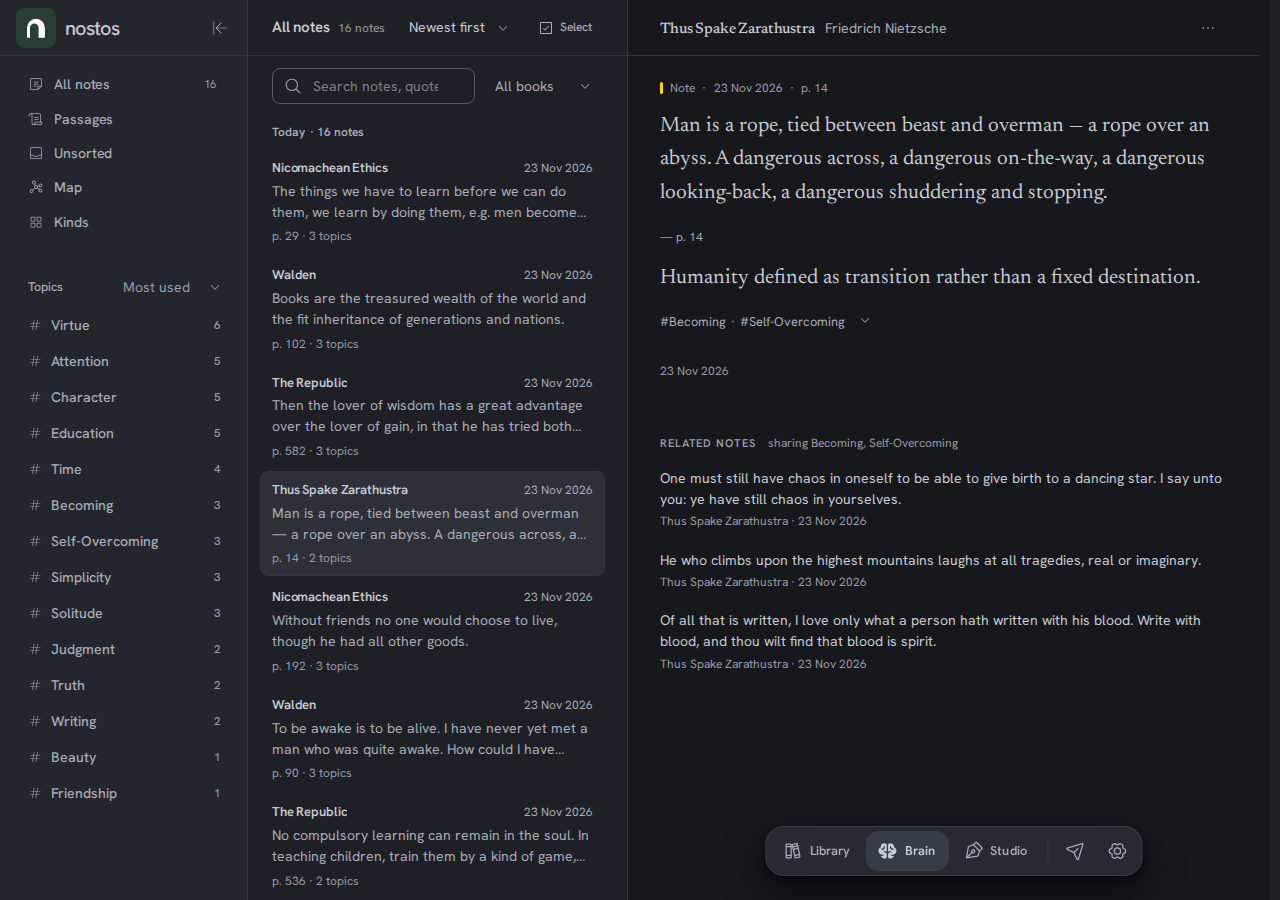 nostos
All notes 16
Passages
Unsorted
Map
Kinds
Topics Most used
# Virtue 6
# Attention 5
# Character 5
# Education 5
# Time 4
# Becoming 3
# Self-Overcoming 3
# Simplicity 3
# Solitude 3
# Judgment 2
# Truth 2
# Writing 2
# Beauty 1
# Friendship 1
All notes 16 notes Newest first Select
Search notes, quote All books
Today · 16 notes
Nicomachean Ethics 23 Nov 2026
The things we have to learn before we can do
them, we learn by doing them, e.g. men become...
p. 29 · 3 topics
Walden 23 Nov 2026
Books are the treasured wealth of the world and
the fit inheritance of generations and nations.
p. 102 · 3 topics
The Republic 23 Nov 2026
Then the lover of wisdom has a great advantage
over the lover of gain, in that he has tried both...
p. 582 · 3 topics
Thus Spake Zarathustra 23 Nov 2026
Man is a rope, tied between beast and overman
— a rope over an abyss. A dangerous across, a...
p. 14 · 2 topics
Nicomachean Ethics 23 Nov 2026
Without friends no one would choose to live,
though he had all other goods.
p. 192 · 3 topics
Walden 23 Nov 2026
To be awake is to be alive. I have never yet met a
man who was quite awake. How could I have...
p. 90 · 3 topics
The Republic 23 Nov 2026
No compulsory learning can remain in the soul. In
teaching children, train them by a kind of game,...
p. 536 · 2 topics
Thus Spake Zarathustra Friedrich Nietzsche ...
Note · 23 Nov 2026 · p. 14
Man is a rope, tied between beast and overman — a rope over an
abyss. A dangerous across, a dangerous on-the-way, a dangerous
looking-back, a dangerous shuddering and stopping.
— p. 14
Humanity defined as transition rather than a fixed destination.
#Becoming · #Self-Overcoming
23 Nov 2026
RELATED NOTES sharing Becoming, Self-Overcoming
One must still have chaos in oneself to be able to give birth to a dancing star. I say unto
you: ye have still chaos in yourselves.
Thus Spake Zarathustra · 23 Nov 2026
He who climbs upon the highest mountains laughs at all tragedies, real or imaginary.
Thus Spake Zarathustra · 23 Nov 2026
Of all that is written, I love only what a person hath written with his blood. Write with
blood, and thou wilt find that blood is spirit.
Thus Spake Zarathustra · 23 Nov 2026
Library Brain Studio